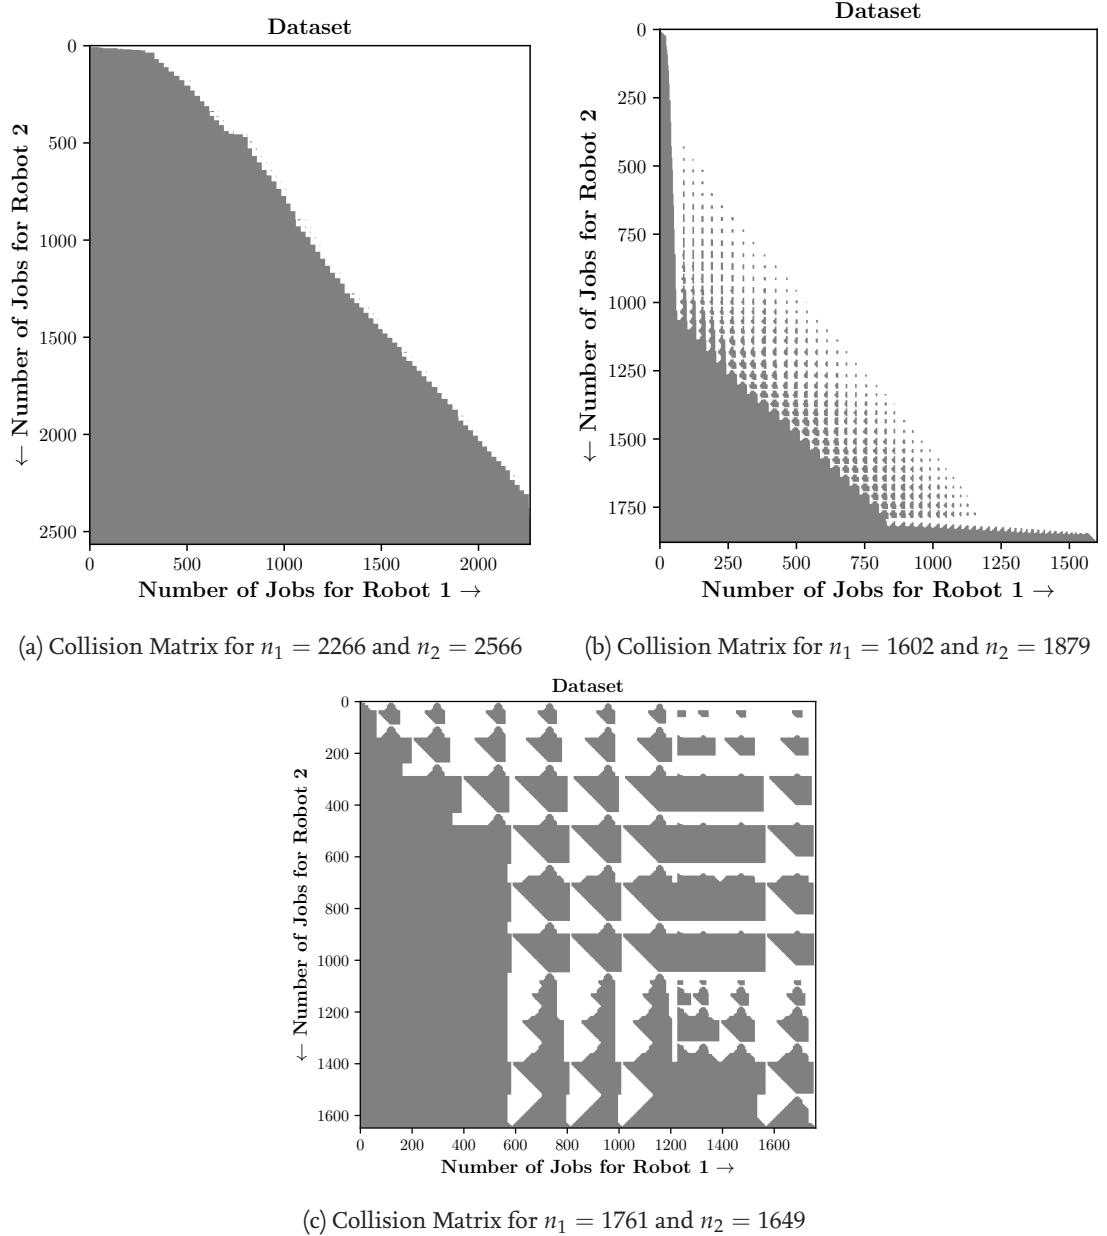 Dataset
0
500
1000
1500
2000
2500
← Number of Jobs for Robot 2
0 500 1000 1500 2000
Number of Jobs for Robot 1 →
(a) Collision Matrix for n₁ = 2266 and n₂ = 2566
Dataset
0
250
500
750
1000
1250
1500
1750
← Number of Jobs for Robot 2
0 250 500 750 1000 1250 1500
Number of Jobs for Robot 1 →
(b) Collision Matrix for n₁ = 1602 and n₂ = 1879
Dataset
0
200
400
600
800
1000
1200
1400
1600
← Number of Jobs for Robot 2
0 200 400 600 800 1000 1200 1400 1600
Number of Jobs for Robot 1 →
(c) Collision Matrix for n₁ = 1761 and n₂ = 1649